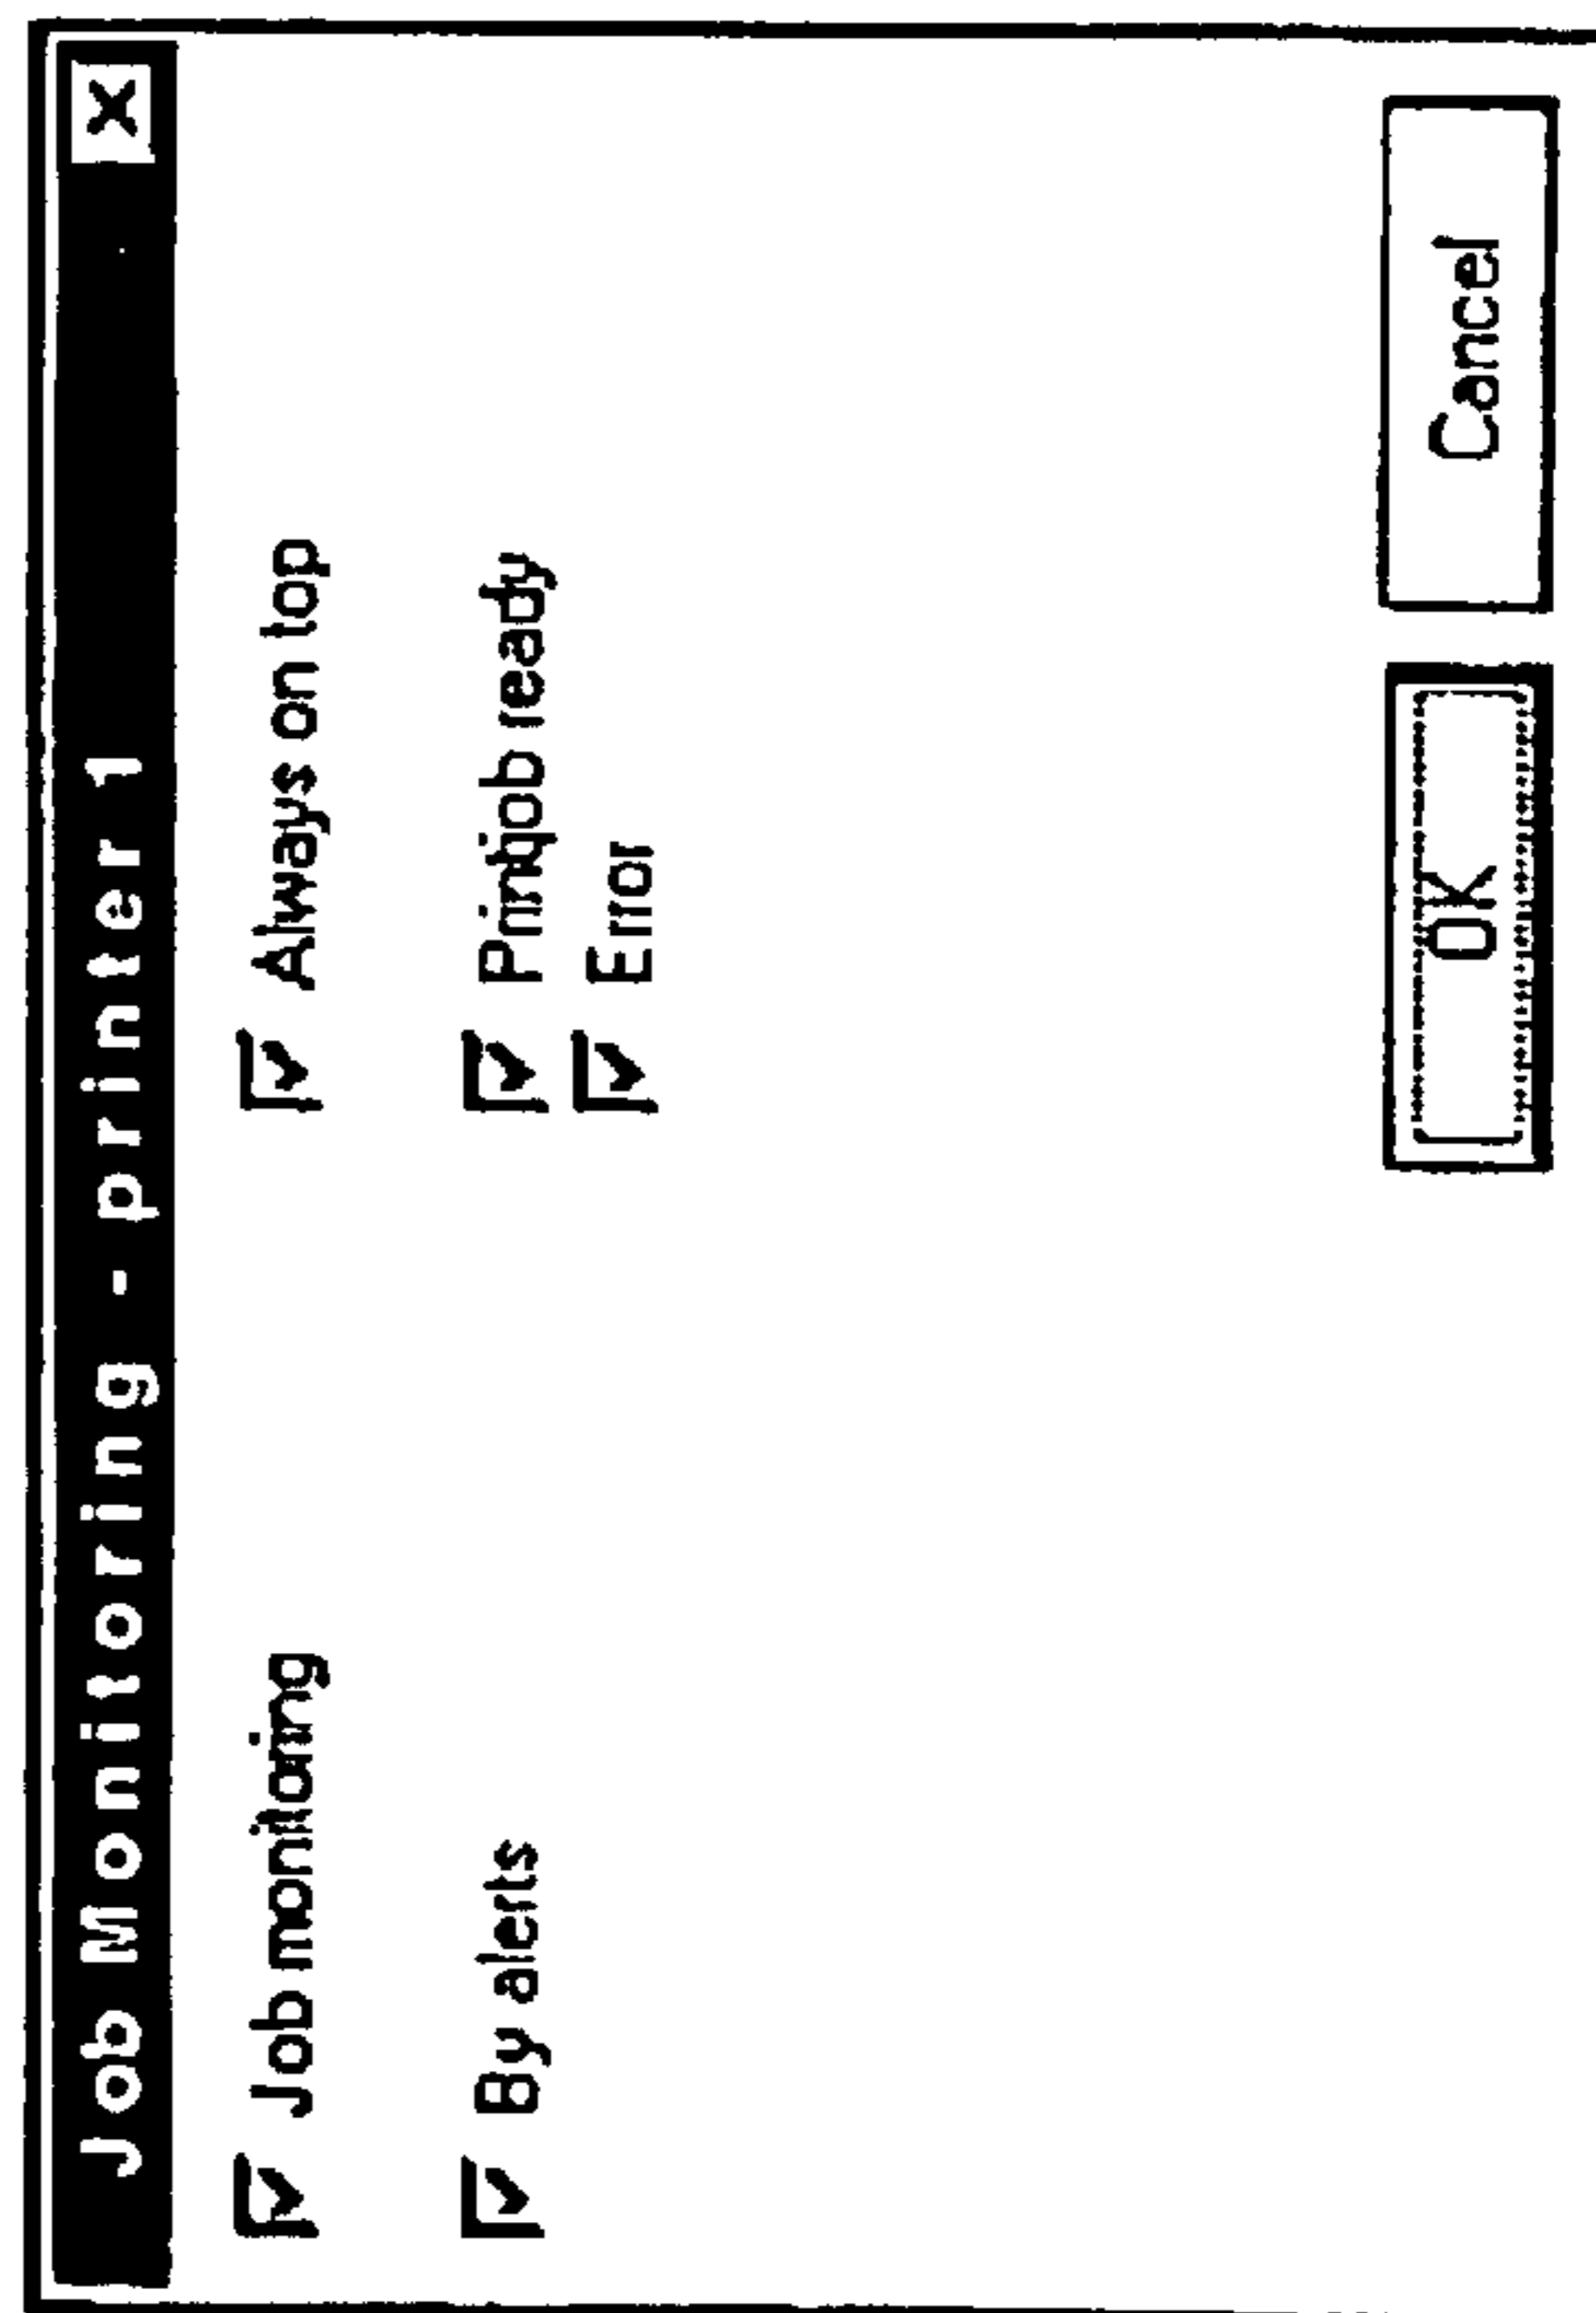 Job Monitoring - printer 1 X
Job monitoring Always on top
By alerts Printjob ready
Error
OK Cancel